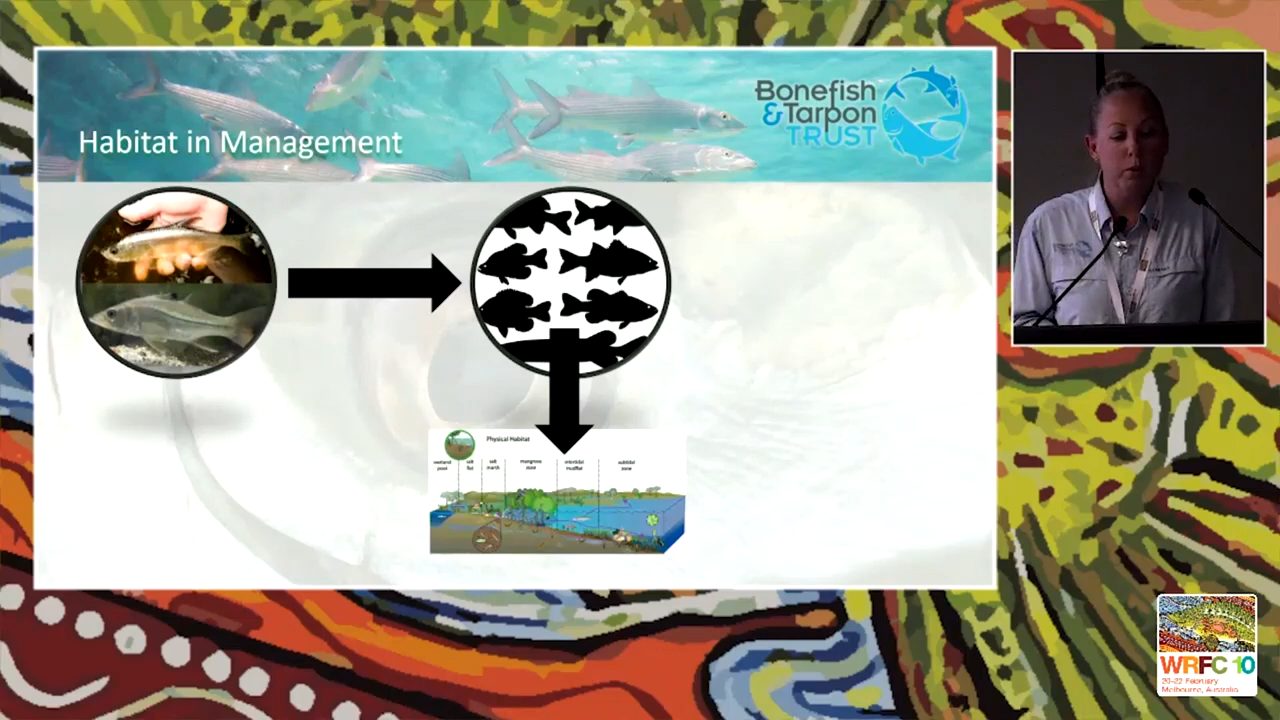 Bonefish
& Tarpon
TRUST
Habitat in Management
Physical Habitat
wetland pool
salt flat
salt marsh
mangrove zone
intertidal mudflat
subtidal zone
WRFC 10
20-22 February
Melbourne, Australia